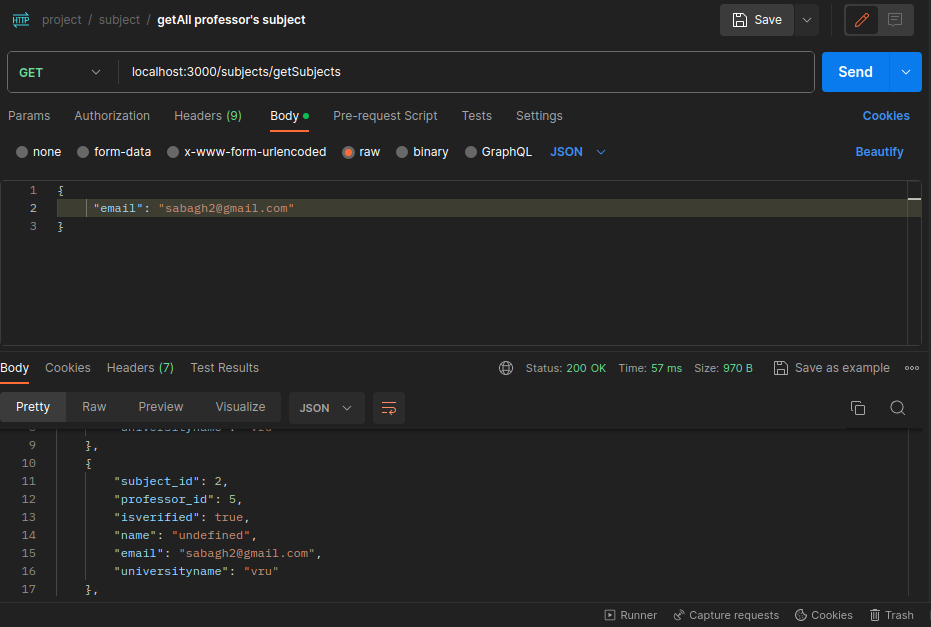 HTTP project / subject / getAll professor's subject Save
GET localhost:3000/subjects/getSubjects Send
Params Authorization Headers (9) Body Pre-request Script Tests Settings Cookies
none form-data x-www-form-urlencoded raw binary GraphQL JSON Beautify
1 {
2 "email": "sabagh2@gmail.com"
3 }
Body Cookies Headers (7) Test Results Status: 200 OK Time: 57 ms Size: 970 B Save as example
Pretty Raw Preview Visualize JSON
8 "universityname": "vru"
9 },
10 {
11 "subject_id": 2,
12 "professor_id": 5,
13 "isverified": true,
14 "name": "undefined",
15 "email": "sabagh2@gmail.com",
16 "universityname": "vru"
17 },
Runner Capture requests Cookies Trash